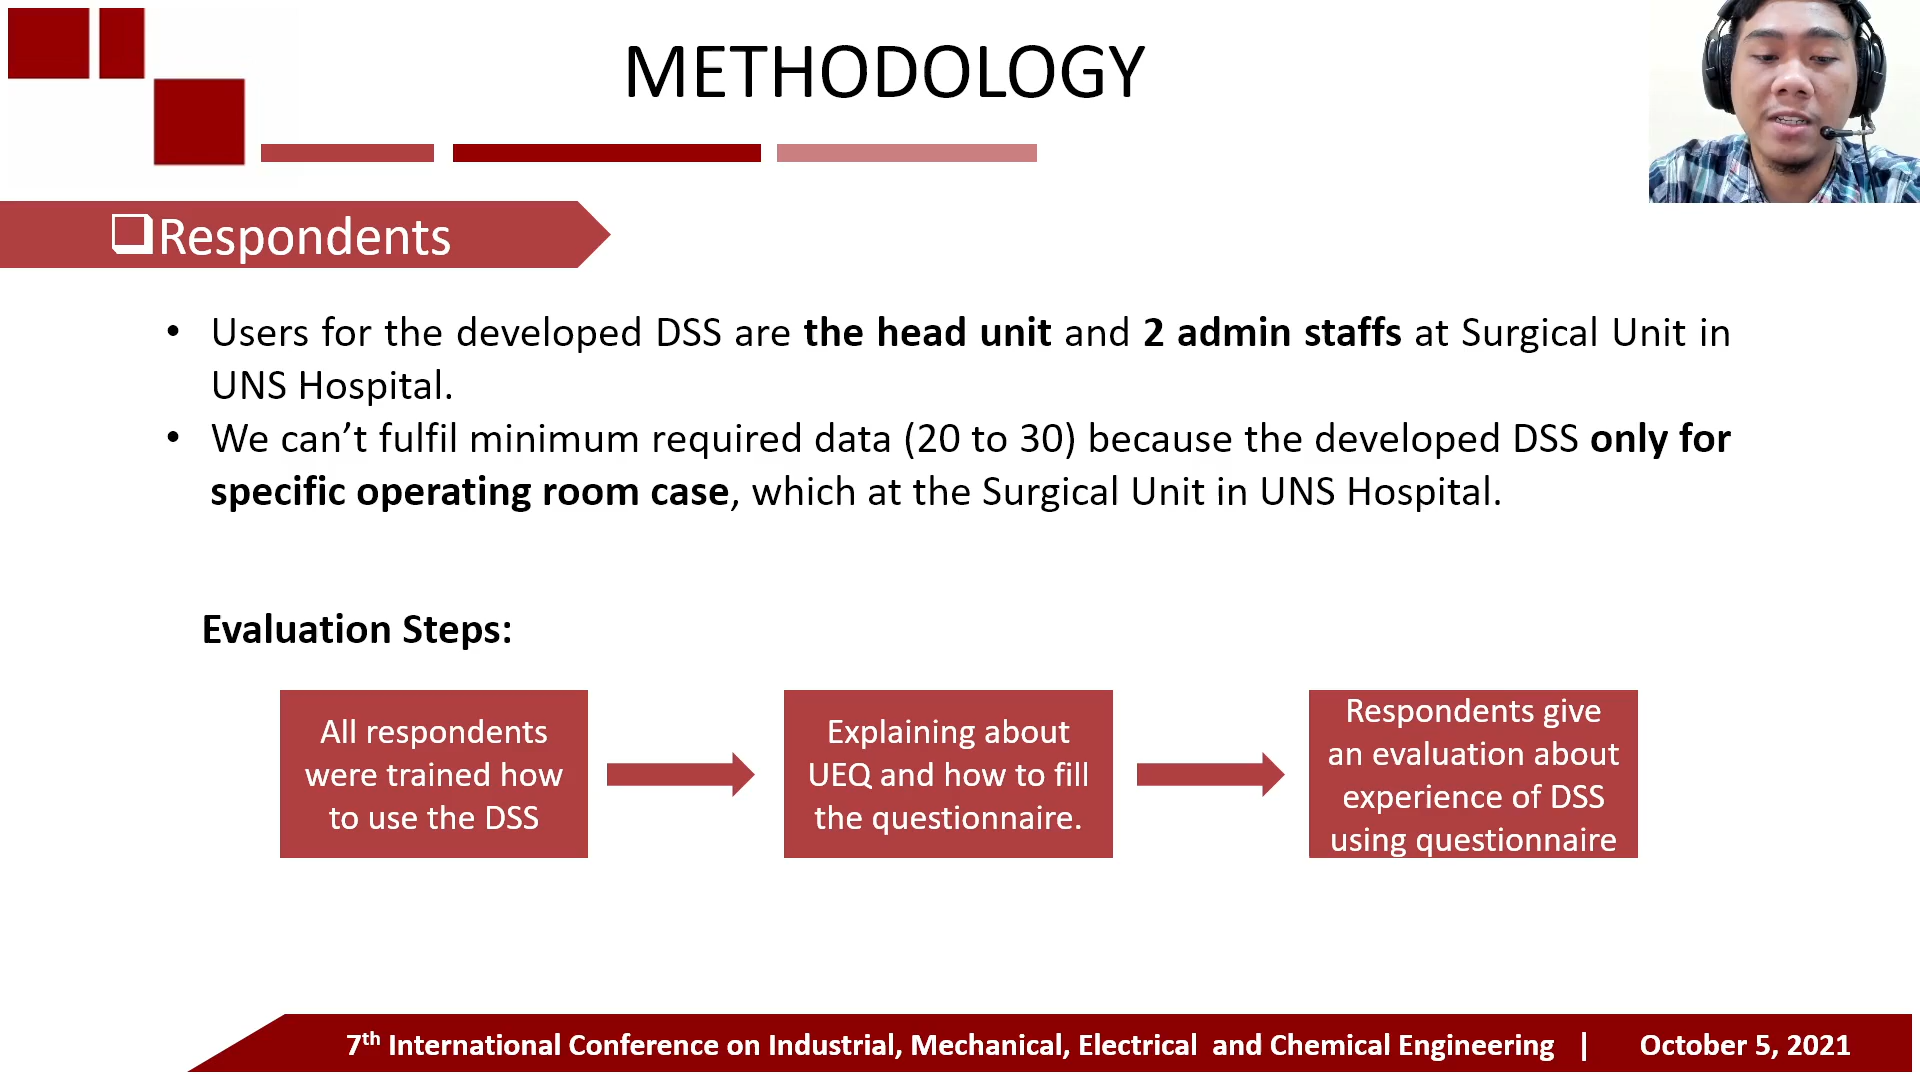 METHODOLOGY
Respondents
• Users for the developed DSS are the head unit and 2 admin staffs at Surgical Unit in
UNS Hospital.
• We can’t fulfil minimum required data (20 to 30) because the developed DSS only for
specific operating room case, which at the Surgical Unit in UNS Hospital.
Evaluation Steps:
All respondents
were trained how
to use the DSS
Explaining about
UEQ and how to fill
the questionnaire.
Respondents give
an evaluation about
experience of DSS
using questionnaire
7th International Conference on Industrial, Mechanical, Electrical and Chemical Engineering | October 5, 2021